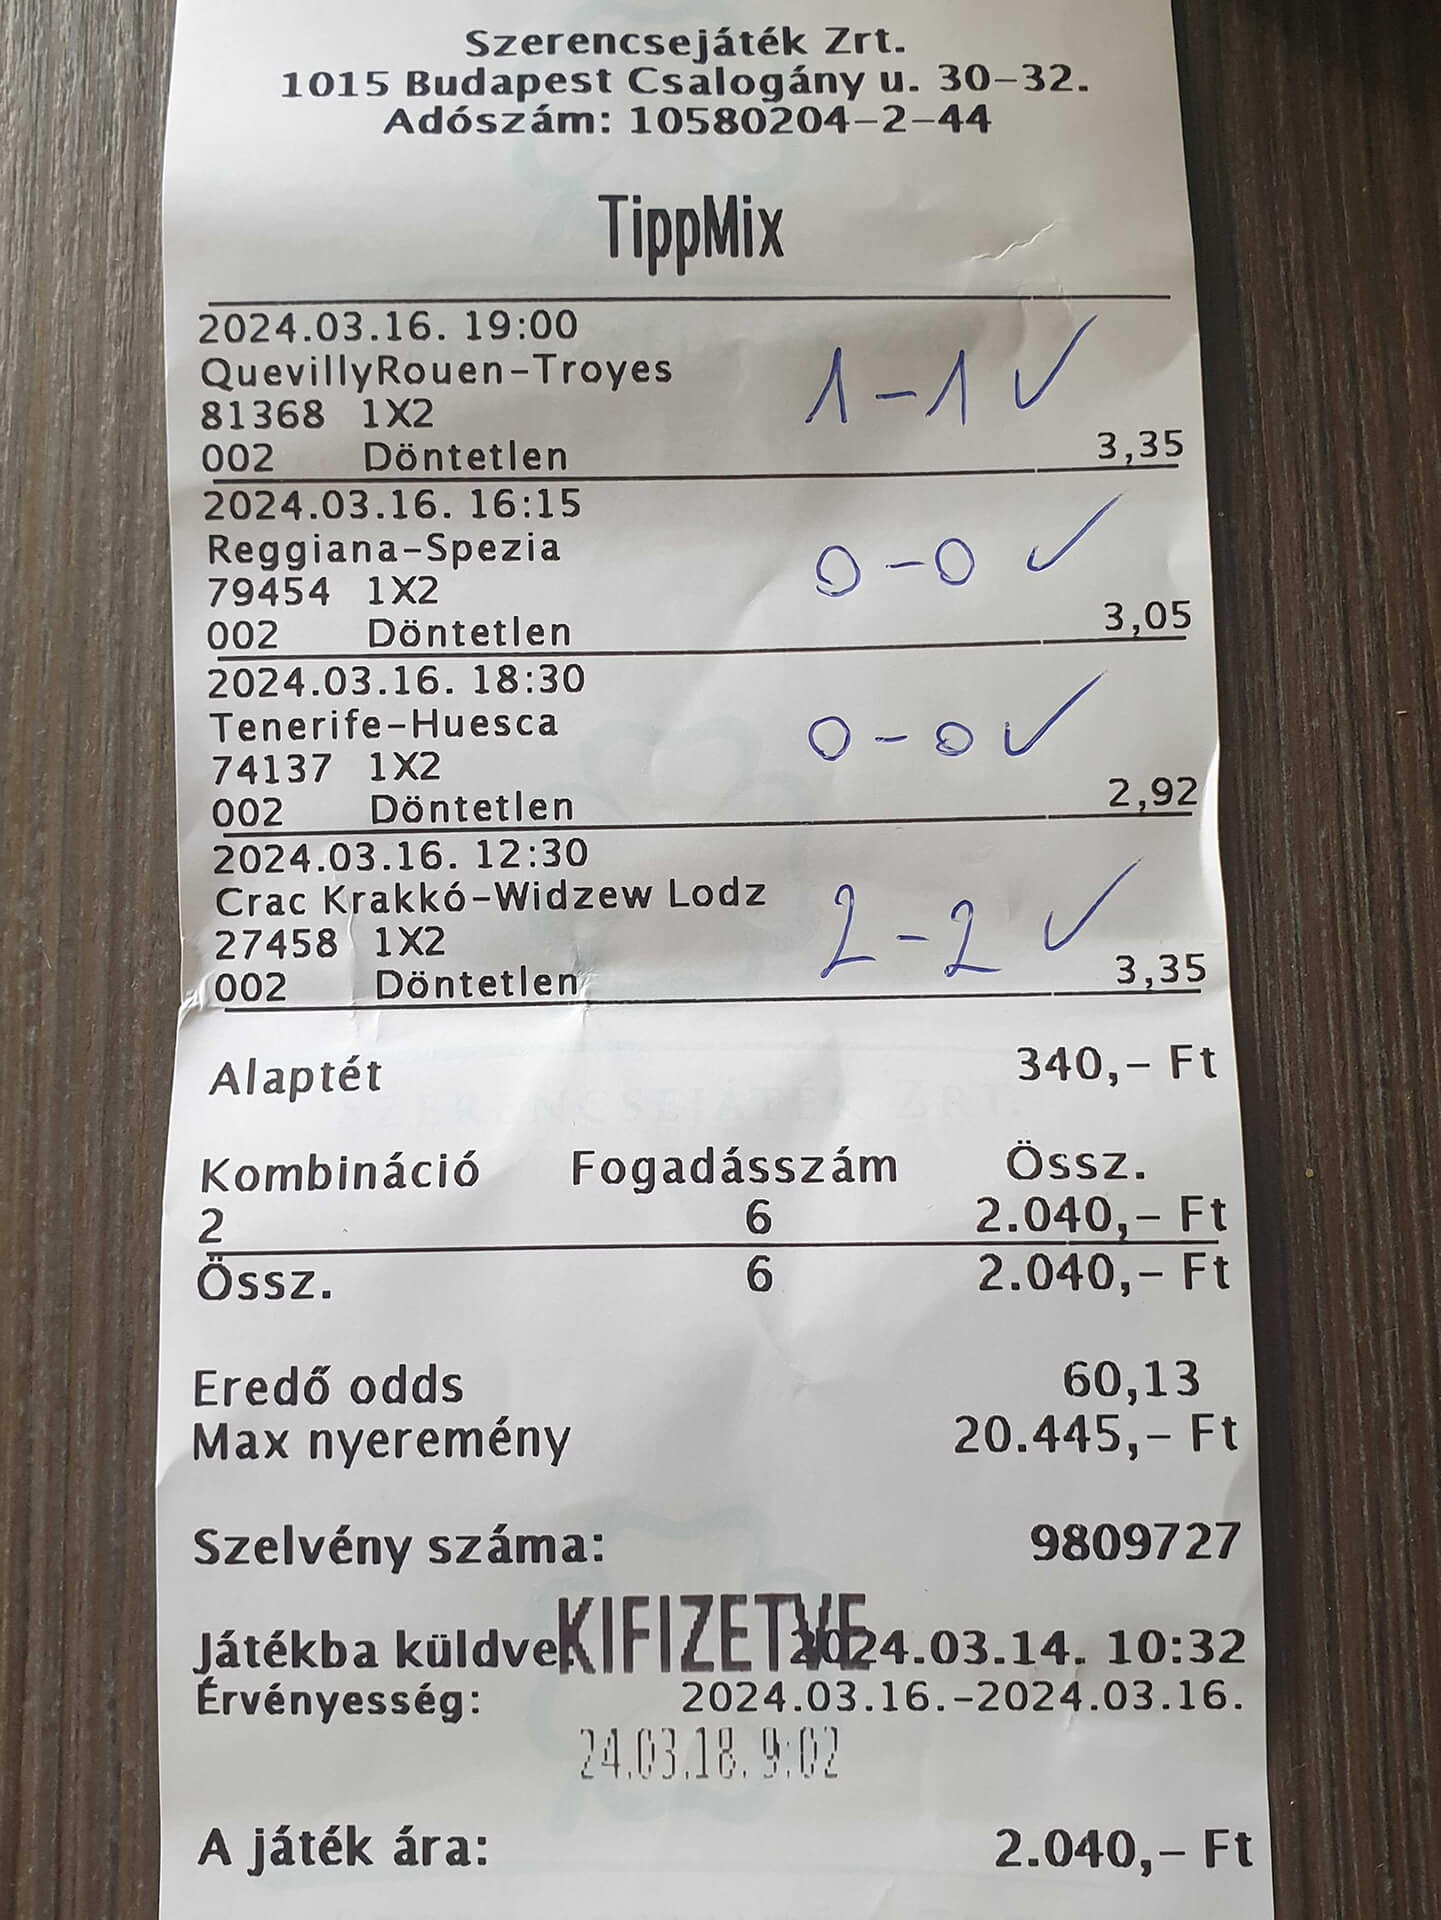 Szerencsejáték Zrt.
1015 Budapest Csalogány u. 30-32.
Adószám: 10580204-2-44
TippMix
2024.03.16. 19:00
QuevillyRouen-Troyes
81368 1X2
1-1 ✓
002 Döntetlen 3,35
2024.03.16. 16:15
Reggiana-Spezia
0-0 ✓
79454 1X2
002 Döntetlen 3,05
2024.03.16. 18:30
Tenerife-Huesca
0-0 ✓
74137 1X2
002 Döntetlen 2,92
2024.03.16. 12:30
Crac Krakkó-Widzew Lodz
2-2 ✓
27458 1X2
002 Döntetlen 3,35
Alaptét 340,- Ft
Kombináció Fogadásszám Össz.
2 6 2.040,- Ft
Össz. 6 2.040,- Ft
Eredő odds 60,13
Max nyeremény 20.445,- Ft
Szelvény száma: 9809727
KIFIZETVE
Játékba küldve 2024.03.14. 10:32
Érvényesség: 2024.03.16.-2024.03.16.
24.03.18. 9:02
A játék ára: 2.040,- Ft